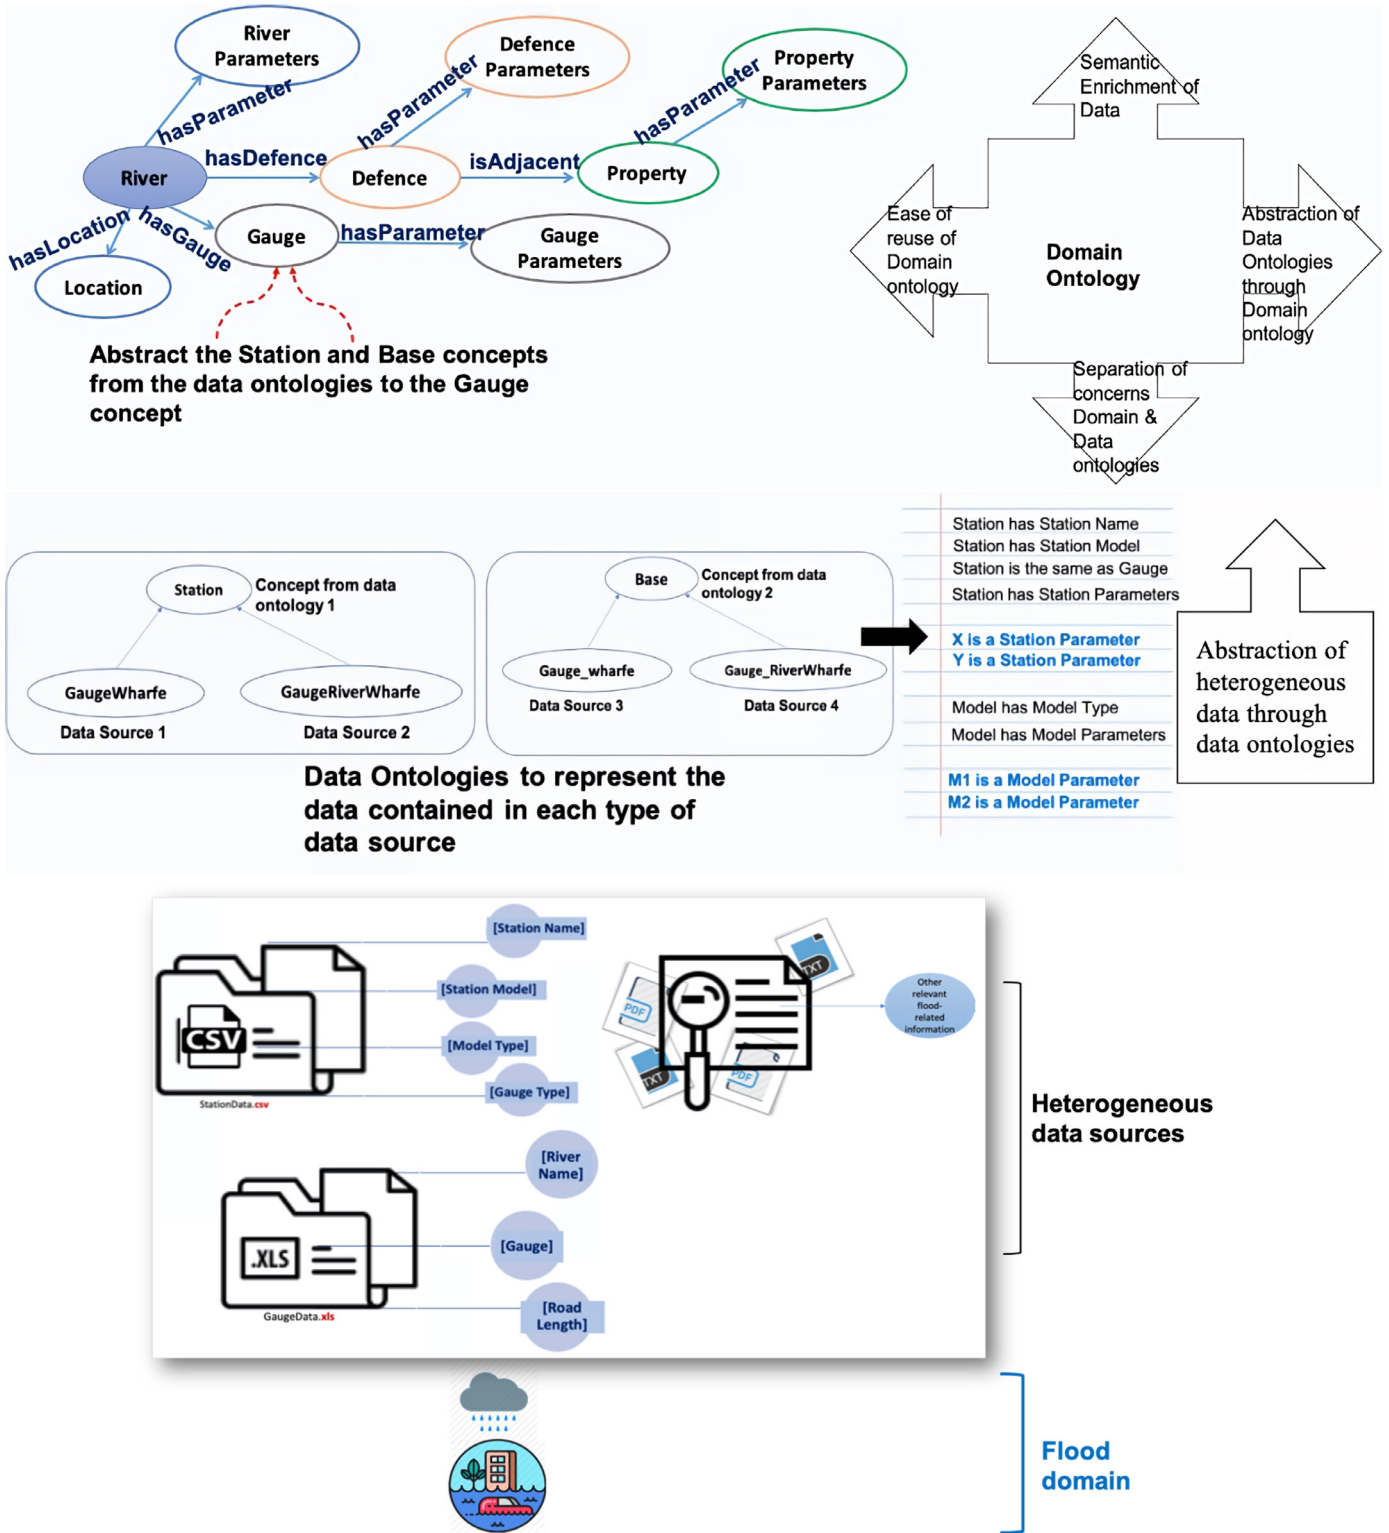 River
Parameters
Defence
Parameters
Property
Parameters
hasParameter
hasParameter
hasParameter
River
hasDefence
Defence
isAdjacent
Property
hasLocation
hasGauge
Gauge
hasParameter
Gauge
Parameters
Location
Abstract the Station and Base concepts
from the data ontologies to the Gauge
concept
Semantic
Enrichment of
Data
Ease of
reuse of
Domain
ontology
Domain
Ontology
Abstraction of
Data
Ontologies
through
Domain
ontology
Separation of
concerns
Domain &
Data
ontologies
Station
Concept from data
ontology 1
GaugeWharfe
GaugeRiverWharfe
Data Source 1
Data Source 2
Base
Concept from data
ontology 2
Gauge_wharfe
Gauge_RiverWharfe
Data Source 3
Data Source 4
Data Ontologies to represent the
data contained in each type of
data source
Station has Station Name
Station has Station Model
Station is the same as Gauge
Station has Station Parameters
X is a Station Parameter
Y is a Station Parameter
Model has Model Type
Model has Model Parameters
M1 is a Model Parameter
M2 is a Model Parameter
Abstraction of
heterogeneous
data through
data ontologies
[Station Name]
[Station Model]
[Model Type]
[Gauge Type]
CSV
StationData.csv
[River
Name]
[Gauge]
[Road
Length]
.XLS
GaugeData.xls
TXT
PDF
TXT
PDF
Other
relevant
flood-
related
information
Heterogeneous
data sources
Flood
domain